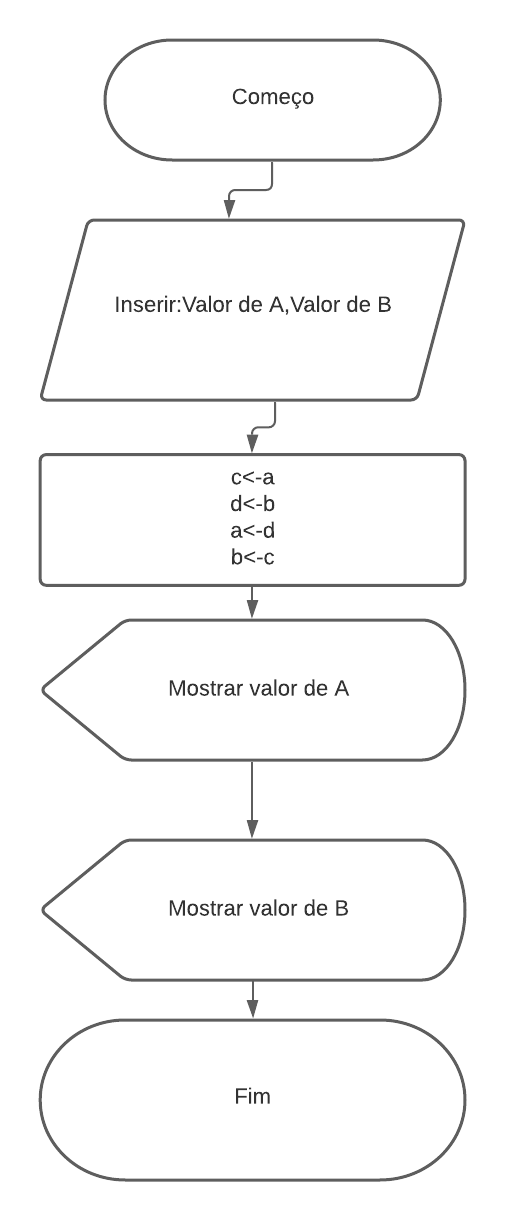 Começo
Inserir:Valor de A,Valor de B
c<-a
d<-b
a<-d
b<-c
Mostrar valor de A
Mostrar valor de B
Fim